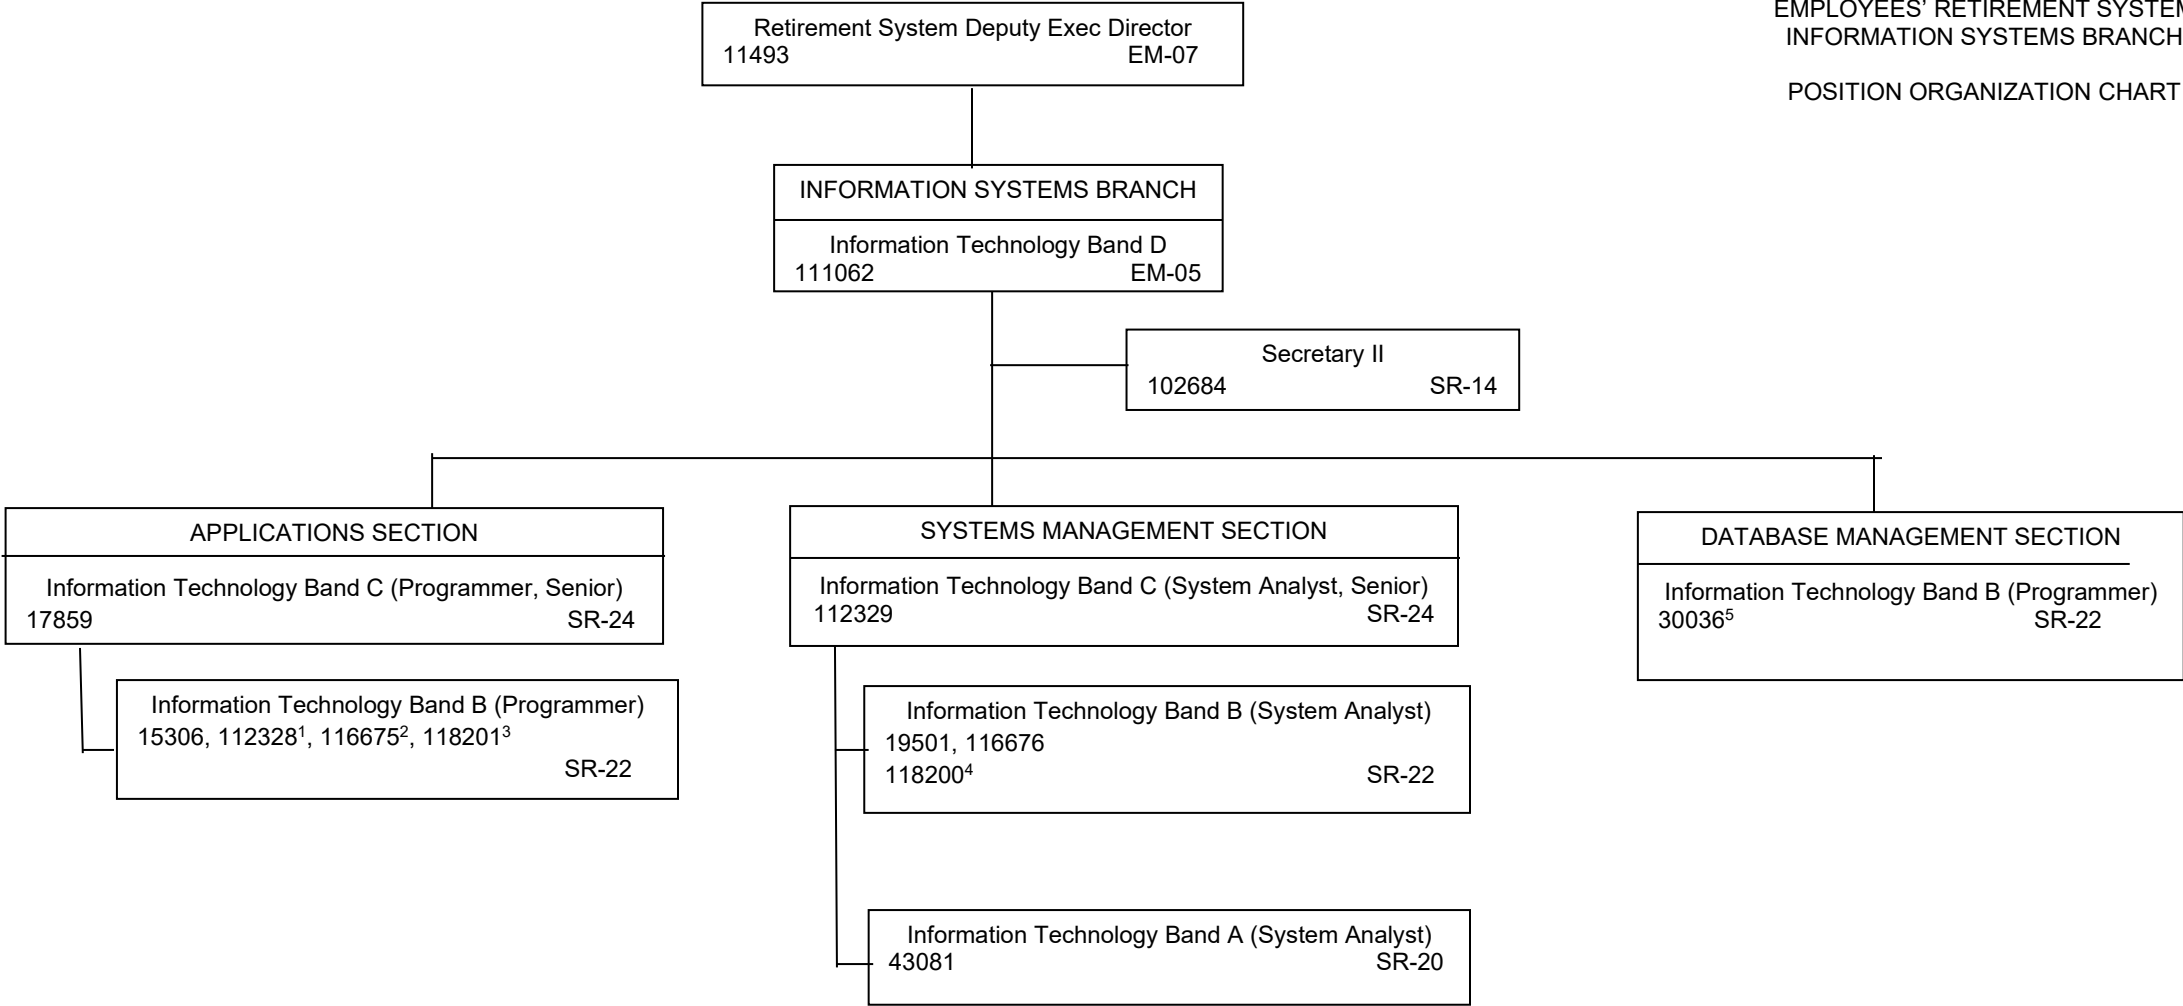 EMPLOYEES’ RETIREMENT SYSTEM
INFORMATION SYSTEMS BRANCH
POSITION ORGANIZATION CHART
Retirement System Deputy Exec Director
11493 EM-07
INFORMATION SYSTEMS BRANCH
Information Technology Band D
111062 EM-05
Secretary II
102684 SR-14
APPLICATIONS SECTION
Information Technology Band C (Programmer, Senior)
17859 SR-24
Information Technology Band B (Programmer)
15306, 112328¹, 116675², 118201³
SR-22
SYSTEMS MANAGEMENT SECTION
Information Technology Band C (System Analyst, Senior)
112329 SR-24
Information Technology Band B (System Analyst)
19501, 116676
118200⁴ SR-22
Information Technology Band A (System Analyst)
43081 SR-20
DATABASE MANAGEMENT SECTION
Information Technology Band B (Programmer)
30036⁵ SR-22